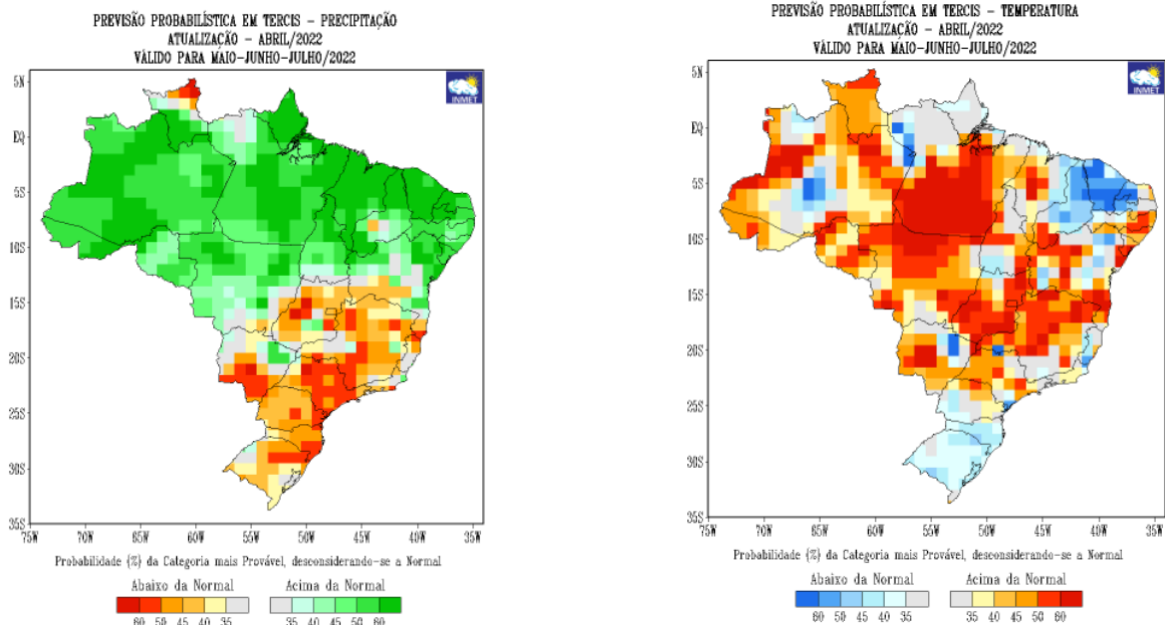 PREVISÃO PROBABILÍSTICA EM TERCIS - PRECIPITAÇÃO
ATUALIZAÇÃO - ABRIL/2022
VÁLIDO PARA MAIO-JUNHO-JULHO/2022
INMET
5N
EQ
5S
10S
15S
20S
25S
30S
35S
75W 70W 65W 60W 55W 50W 45W 40W 35W
Probabilidade (%) da Categoria mais Provável, desconsiderando-se a Normal
Abaixo da Normal Acima da Normal
60 50 45 40 35 35 40 45 50 60
PREVISÃO PROBABILÍSTICA EM TERCIS - TEMPERATURA
ATUALIZAÇÃO - ABRIL/2022
VÁLIDO PARA MAIO-JUNHO-JULHO/2022
INMET
5N
EQ
5S
10S
15S
20S
25S
30S
35S
75W 70W 65W 60W 55W 50W 45W 40W 35W
Probabilidade (%) da Categoria mais Provável, desconsiderando-se a Normal
Abaixo da Normal Acima da Normal
60 50 45 40 35 35 40 45 50 60